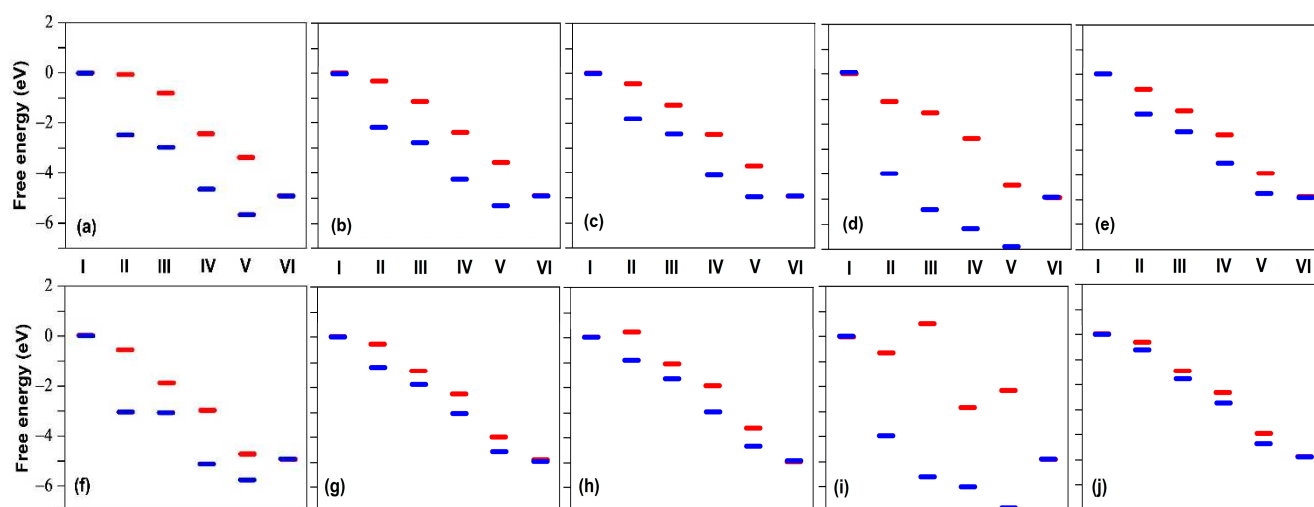 2
0
−2
−4
−6
Free energy (eV)
(a)
(b)
(c)
(d)
(e)
I II III IV V VI
I II III IV V VI
I II III IV V VI
I II III IV V VI
I II III IV V VI
2
0
−2
−4
−6
Free energy (eV)
(f)
(g)
(h)
(i)
(j)